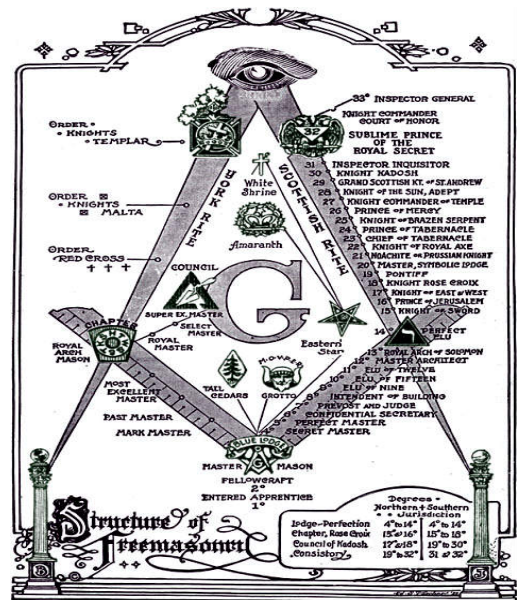 33° INSPECTOR GENERAL
KNIGHT COMMANDER
COURT OF HONOR
32
SUBLIME PRINCE
OF THE
ROYAL SECRET
ORDER
KNIGHTS
TEMPLAR
31 INSPECTOR INQUISITOR
30 KNIGHT KADOSH
29 GRAND SCOTTISH KT. OF ST. ANDREW
28 KNIGHT OF THE SUN, ADEPT
27 KNIGHT COMMANDER OF TEMPLE
26 PRINCE OF MERCY
25 KNIGHT OF BRAZEN SERPENT
24° PRINCE OF TABERNACLE
23 CHIEF OF TABERNACLE
22° KNIGHT OF ROYAL AXE
21° NOACHITE OR PRUSSIAN KNIGHT
20° MASTER, SYMBOLIC LODGE
19° PONTIFF
18° KNIGHT ROSE CROIX
17° KNIGHT OF EAST & WEST
16° PRINCE OF JERUSALEM
15° KNIGHT OF SWORD
14° PERFECT
ELU
13° ROYAL ARCH OF SOLOMON
12° MASTER ARCHITECT
11° ELU OF TWELVE
10° ELU OF FIFTEEN
9° ELU OF NINE
8° INTENDENT OF BUILDING
PREVOST AND JUDGE
6° CONFIDENTIAL SECRETARY
5° PERFECT MASTER
SECRET MASTER
YORK RITE
SCOTTISH RITE
White
Shrine
Amaranth
ORDER
KNIGHTS
MALTA
ORDER
RED CROSS
COUNCIL
SUPER EX. MASTER
SELECT
MASTER
ROYAL
MASTER
G
Eastern
Star
CHAPTER
ROYAL
ARCH
MASON
MOST
EXCELLENT
MASTER
PAST MASTER
MARK MASTER
TALL
CEDARS
GROTTO
BLUE LODGE
MASTER MASON
FELLOWCRAFT
2°
ENTERED APPRENTICE
1°
Structure of
Freemasonry
Degrees
Northern Southern
Jurisdiction
Lodge-Perfection 4° to 14° 4° to 14°
Chapter, Rose Croix 15° & 16° 15° to 18°
Council of Kadosh 17° & 18° 19° to 30°
Consistory 19° to 32° 31 & 32°
B
J